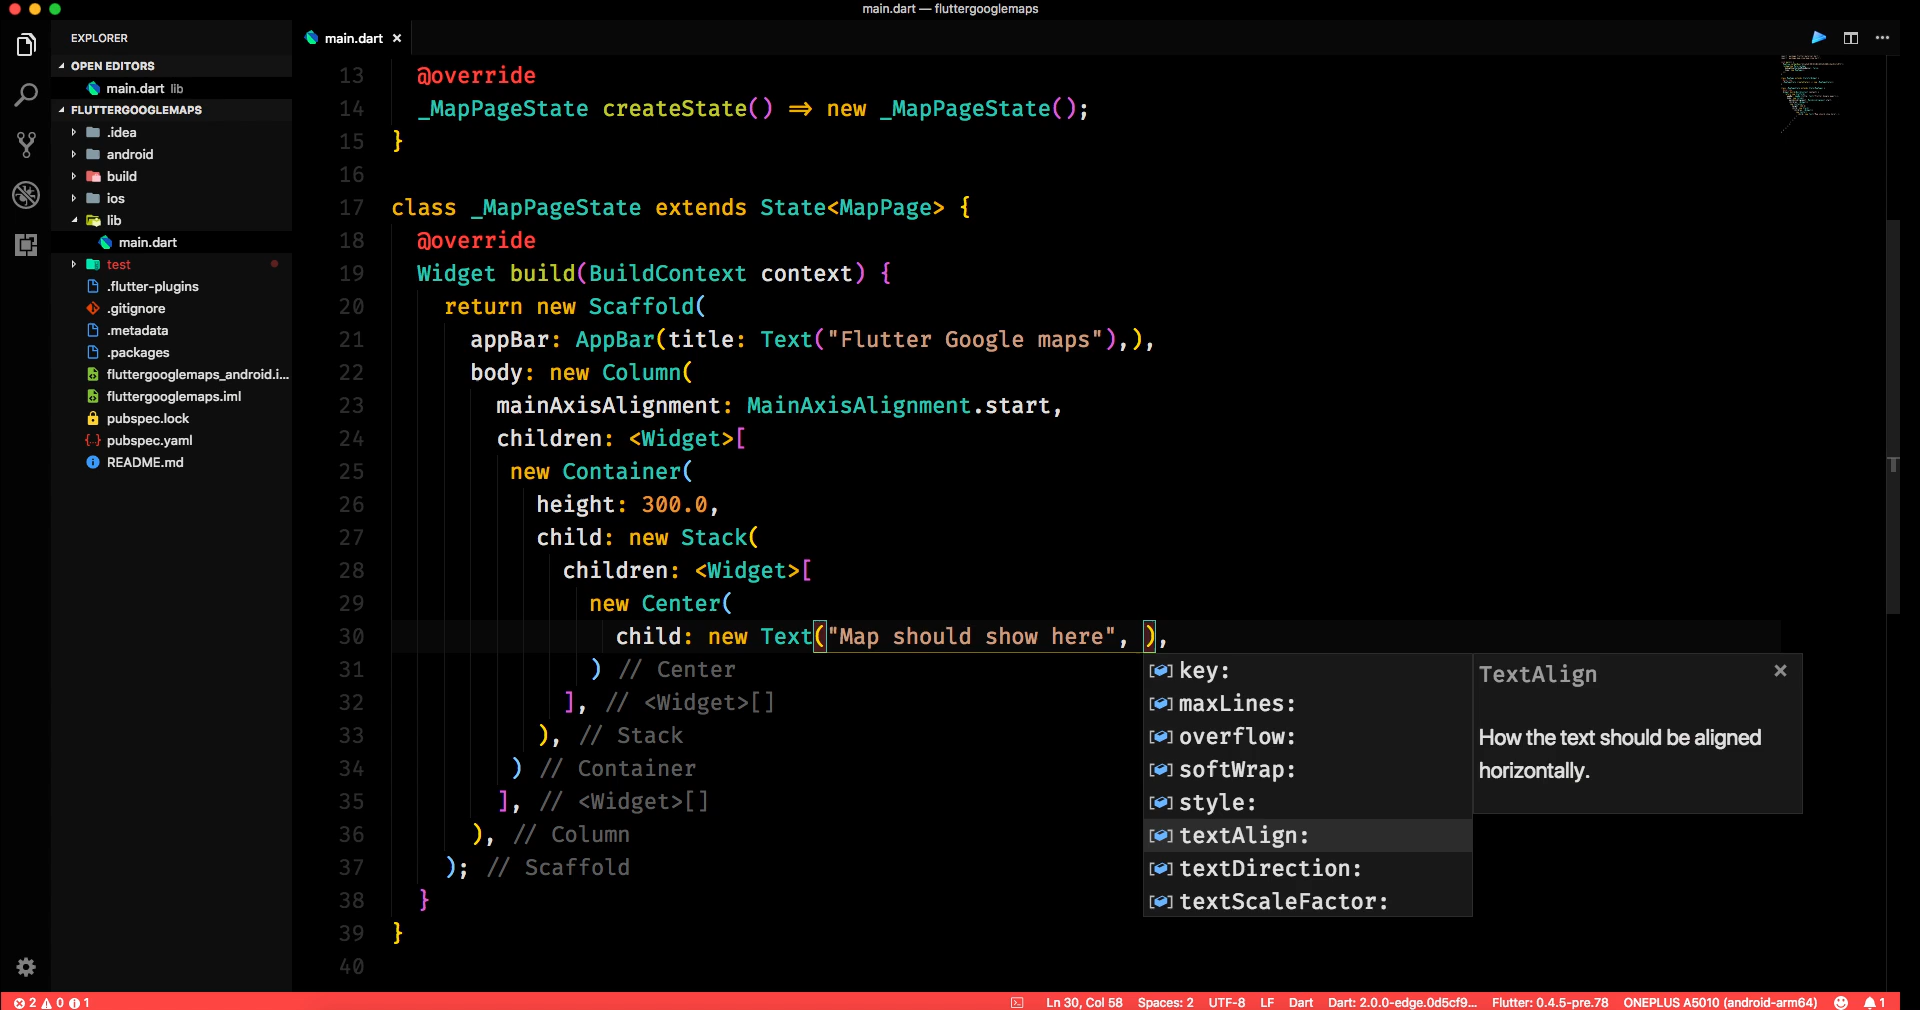 main.dart — fluttergooglemaps
EXPLORER
OPEN EDITORS
main.dart lib
FLUTTERGOOGLEMAPS
.idea
android
build
ios
lib
main.dart
test
.flutter-plugins
.gitignore
.metadata
.packages
fluttergooglemaps_android.i...
fluttergooglemaps.iml
pubspec.lock
pubspec.yaml
README.md
main.dart
13 @override
14 _MapPageState createState() => new _MapPageState();
15 }
16
17 class _MapPageState extends State<MapPage> {
18 @override
19 Widget build(BuildContext context) {
20 return new Scaffold(
21 appBar: AppBar(title: Text("Flutter Google maps"),),
22 body: new Column(
23 mainAxisAlignment: MainAxisAlignment.start,
24 children: <Widget>[
25 new Container(
26 height: 300.0,
27 child: new Stack(
28 children: <Widget>[
29 new Center(
30 child: new Text("Map should show here", ),
31 ) // Center
32 ], // <Widget>[]
33 ), // Stack
34 ) // Container
35 ], // <Widget>[]
36 ), // Column
37 ); // Scaffold
38 }
39 }
40
key:
maxLines:
overflow:
softWrap:
style:
textAlign:
textDirection:
textScaleFactor:
TextAlign
How the text should be aligned
horizontally.
2 0 1
Ln 30, Col 58 Spaces: 2 UTF-8 LF Dart Dart: 2.0.0-edge.0d5cf9... Flutter: 0.4.5-pre.78 ONEPLUS A5010 (android-arm64) 1